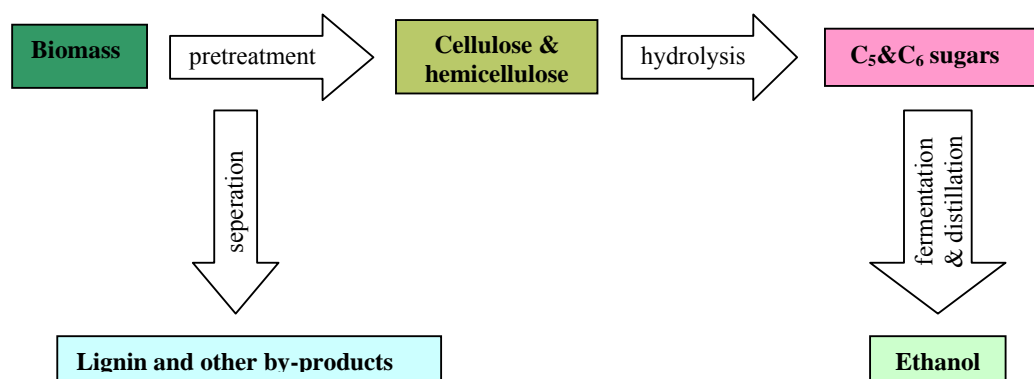 Biomass
pretreatment
Cellulose &
hemicellulose
hydrolysis
C₅&C₆ sugars
seperation
fermentation
& distillation
Lignin and other by-products
Ethanol